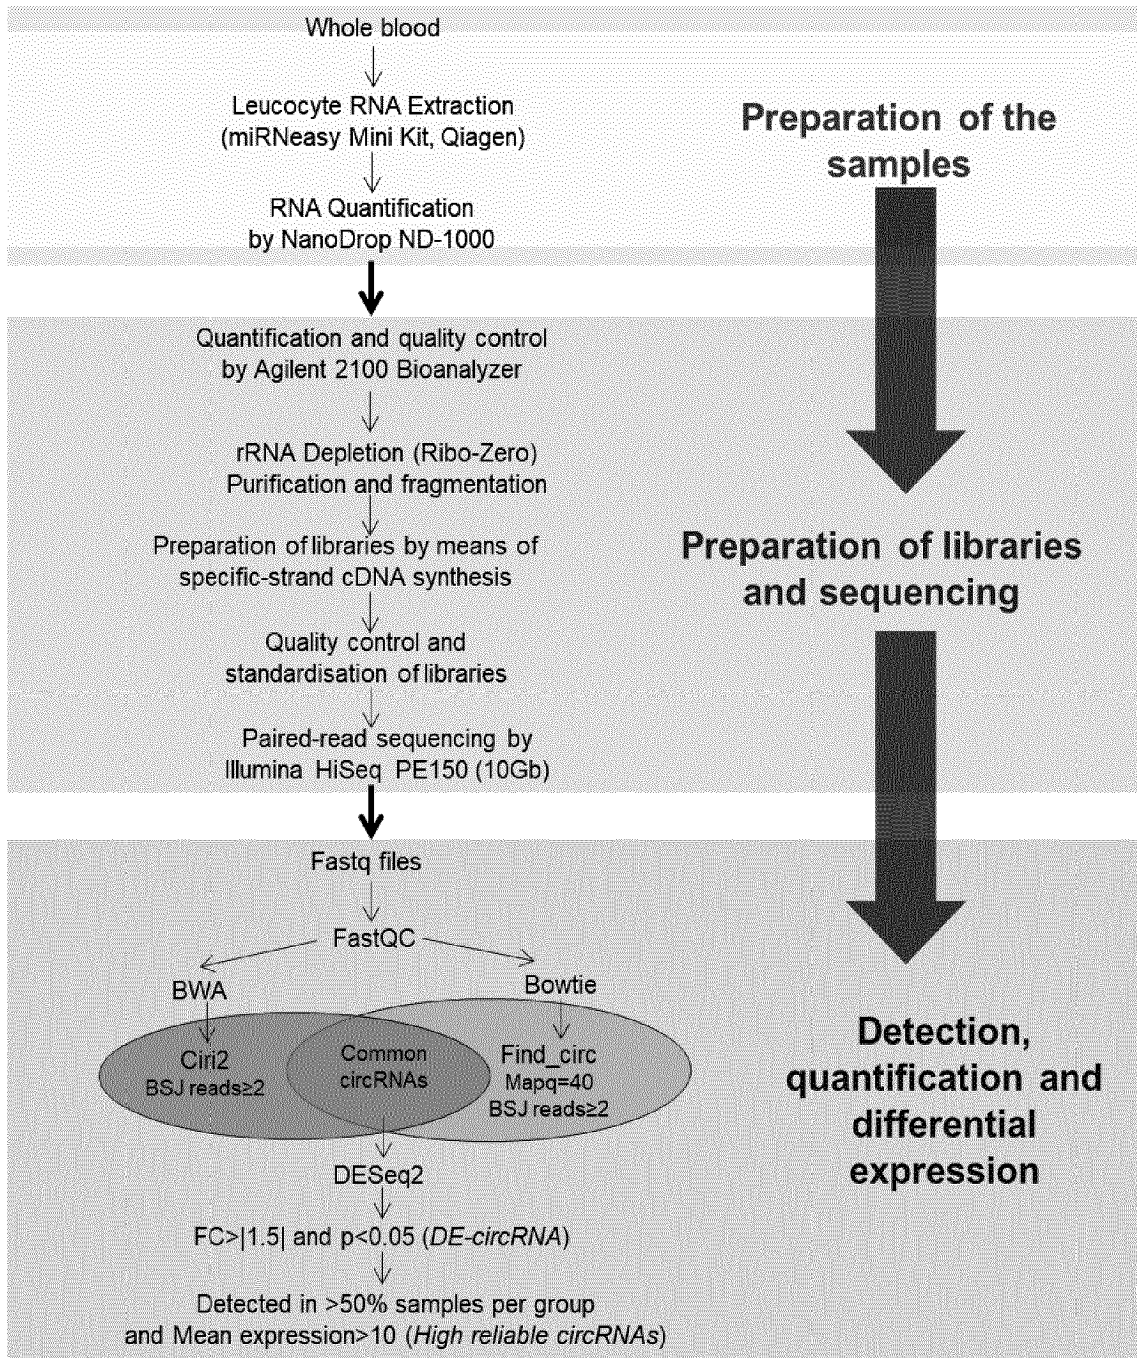 Whole blood
Leucocyte RNA Extraction
(miRNeasy Mini Kit, Qiagen)
RNA Quantification
by NanoDrop ND-1000
Preparation of the
samples
Quantification and quality control
by Agilent 2100 Bioanalyzer
rRNA Depletion (Ribo-Zero)
Purification and fragmentation
Preparation of libraries by means of
specific-strand cDNA synthesis
Quality control and
standardisation of libraries
Paired-read sequencing by
Illumina HiSeq PE150 (10Gb)
Preparation of libraries
and sequencing
Fastq files
FastQC
BWA
Bowtie
Ciri2
BSJ reads≥2
Common
circRNAs
Find_circ
Mapq=40
BSJ reads≥2
DESeq2
FC>|1.5| and p<0.05 (DE-circRNA)
Detected in >50% samples per group
and Mean expression>10 (High reliable circRNAs)
Detection,
quantification and
differential
expression